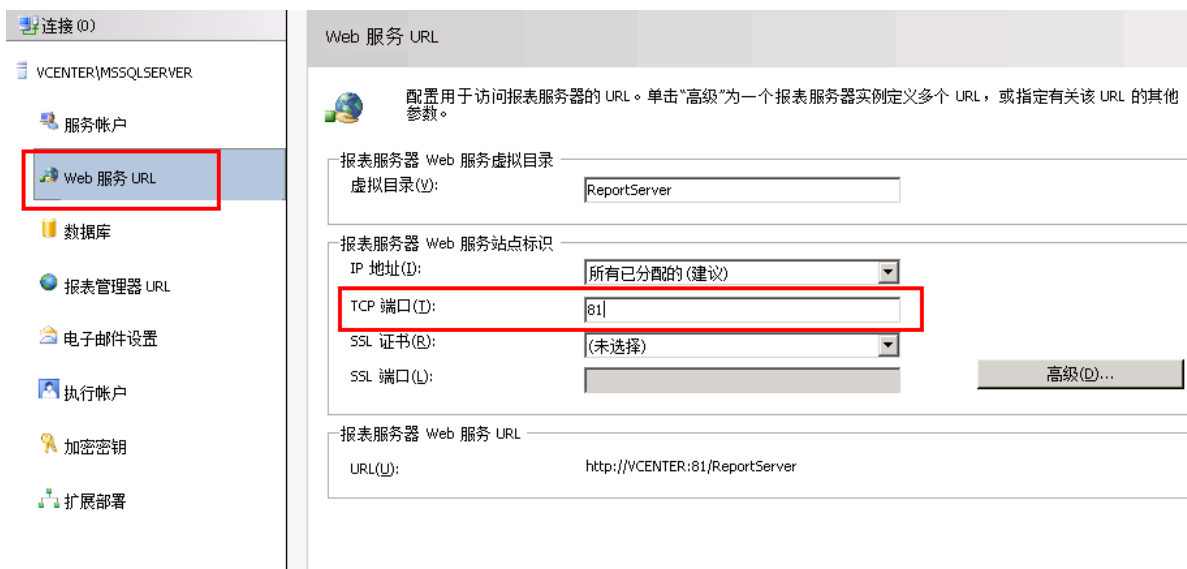 连接(0)
VCENTER\MSSQLSERVER
服务帐户
Web 服务 URL
数据库
报表管理器 URL
电子邮件设置
执行帐户
加密密钥
扩展部署
Web 服务 URL
配置用于访问报表服务器的 URL。单击“高级”为一个报表服务器实例定义多个 URL，或指定有关该 URL 的其他
参数。
报表服务器 Web 服务虚拟目录
虚拟目录(V): ReportServer
报表服务器 Web 服务站点标识
IP 地址(I): 所有已分配的(建议)
TCP 端口(T): 81
SSL 证书(R): (未选择)
SSL 端口(L):
高级(D)...
报表服务器 Web 服务 URL
URL(U): http://VCENTER:81/ReportServer